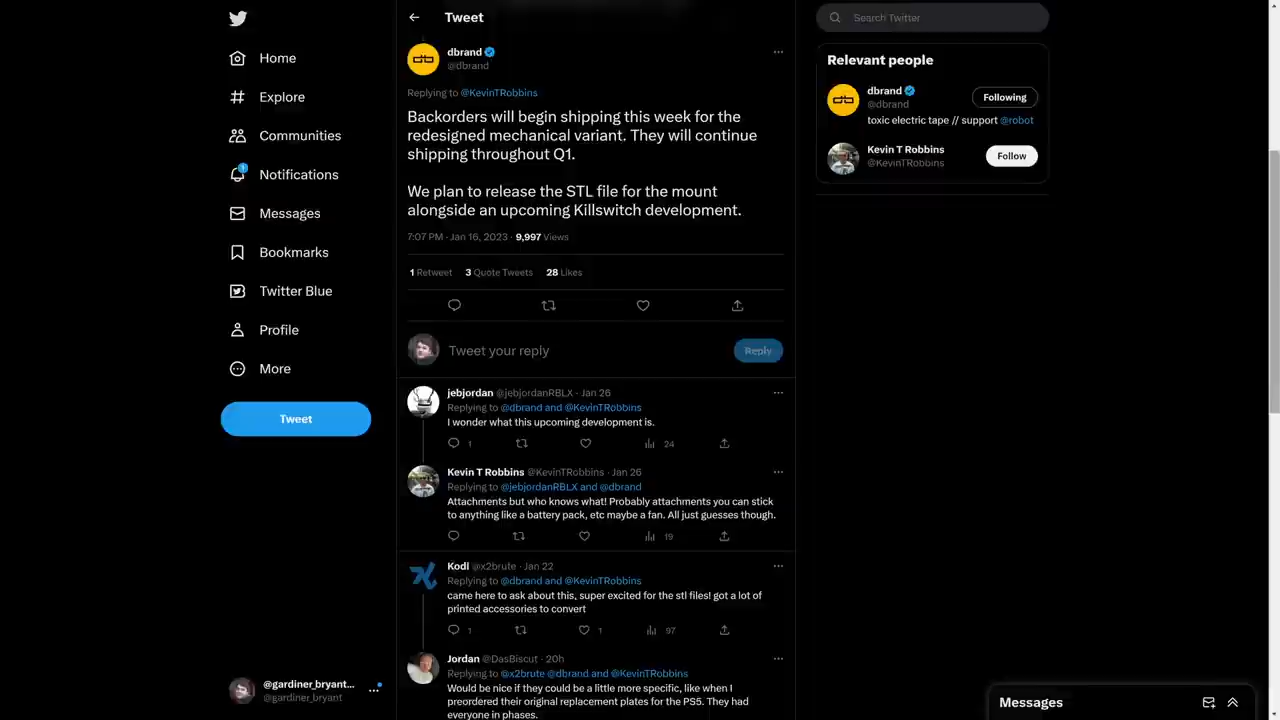 Home
Explore
Communities
1
Notifications
Messages
Bookmarks
Twitter Blue
Profile
More
Tweet
@gardiner_bryant...
@gardiner_bryant
Tweet
dbrand
@dbrand
Replying to @KevinTRobbins
Backorders will begin shipping this week for the
redesigned mechanical variant. They will continue
shipping throughout Q1.
We plan to release the STL file for the mount
alongside an upcoming Killswitch development.
7:07 PM · Jan 16, 2023 · 9,997 Views
1 Retweet 3 Quote Tweets 28 Likes
Tweet your reply
Reply
jebjordan @jebjordanRBLX · Jan 26
Replying to @dbrand and @KevinTRobbins
I wonder what this upcoming development is.
1 24
Kevin T Robbins @KevinTRobbins · Jan 26
Replying to @jebjordanRBLX and @dbrand
Attachments but who knows what! Probably attachments you can stick
to anything like a battery pack, etc maybe a fan. All just guesses though.
19
Kodi @x2brute · Jan 22
Replying to @dbrand and @KevinTRobbins
came here to ask about this, super excited for the stl files! got a lot of
printed accessories to convert
1 1 97
Jordan @DasBiscut · 20h
Replying to @x2brute @dbrand and @KevinTRobbins
Would be nice if they could be a little more specific, like when I
preordered their original replacement plates for the PS5. They had
everyone in phases.
Search Twitter
Relevant people
dbrand
@dbrand
Following
toxic electric tape // support @robot
Kevin T Robbins
@KevinTRobbins
Follow
Messages